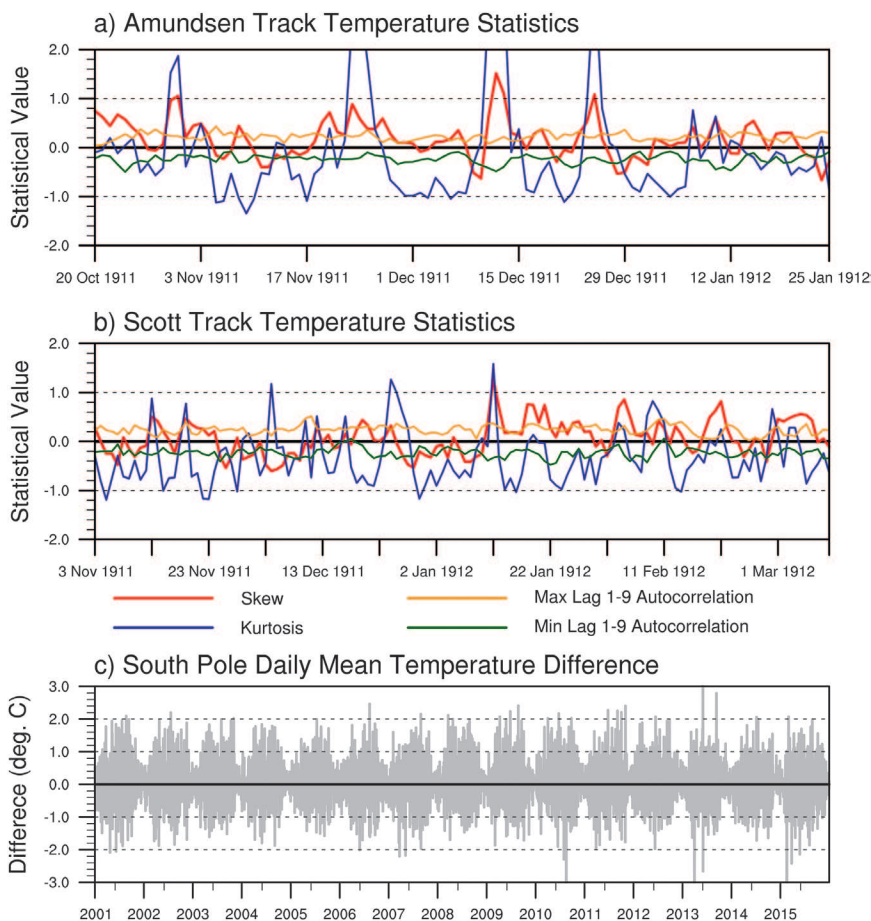 a) Amundsen Track Temperature Statistics
Statistical Value
2.0
1.0
0.0
-1.0
-2.0
20 Oct 1911 3 Nov 1911 17 Nov 1911 1 Dec 1911 15 Dec 1911 29 Dec 1911 12 Jan 1912 25 Jan 1912
b) Scott Track Temperature Statistics
Statistical Value
2.0
1.0
0.0
-1.0
-2.0
3 Nov 1911 23 Nov 1911 13 Dec 1911 2 Jan 1912 22 Jan 1912 11 Feb 1912 1 Mar 1912
Skew Max Lag 1-9 Autocorrelation
Kurtosis Min Lag 1-9 Autocorrelation
c) South Pole Daily Mean Temperature Difference
Differece (deg. C)
3.0
2.0
1.0
0.0
-1.0
-2.0
-3.0
2001 2002 2003 2004 2005 2006 2007 2008 2009 2010 2011 2012 2013 2014 2015